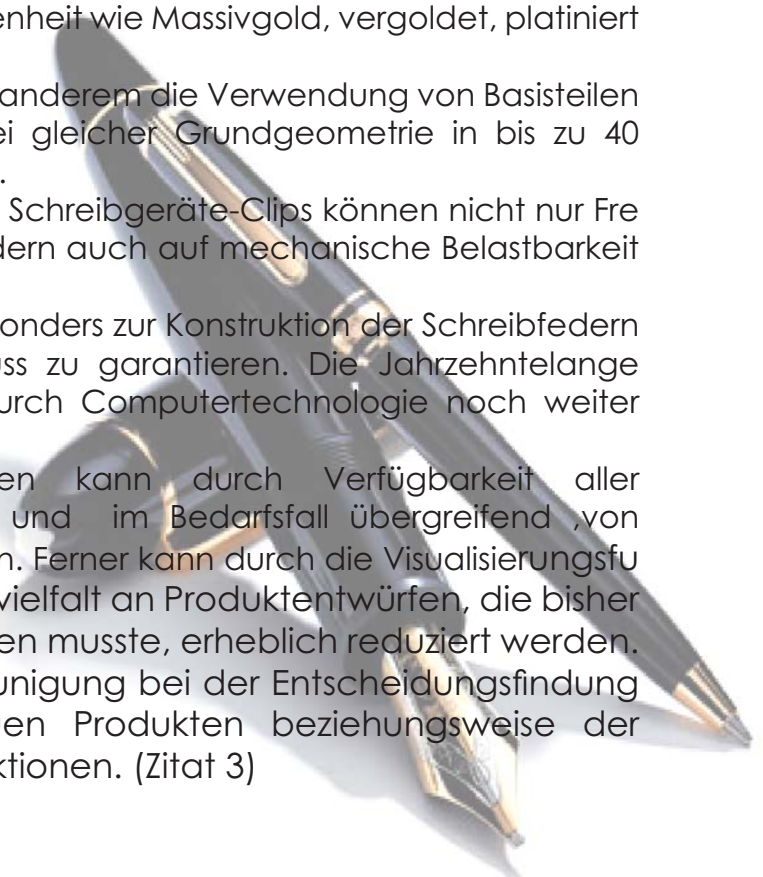 enheit wie Massivgold, vergoldet, platiniert
anderem die Verwendung von Basisteilen
ei gleicher Grundgeometrie in bis zu 40
.
Schreibgeräte-Clips können nicht nur Fre
dern auch auf mechanische Belastbarkeit
onders zur Konstruktion der Schreibfedern
uss zu garantieren. Die Jahrzehntelange
urch Computertechnologie noch weiter
en kann durch Verfügbarkeit aller
und im Bedarfsfall übergreifend ,von
n. Ferner kann durch die Visualisierungsfu
vielfalt an Produktentwürfen, die bisher
en musste, erheblich reduziert werden.
unigung bei der Entscheidungsfindung
uen Produkten beziehungsweise der
ktionen. (Zitat 3)